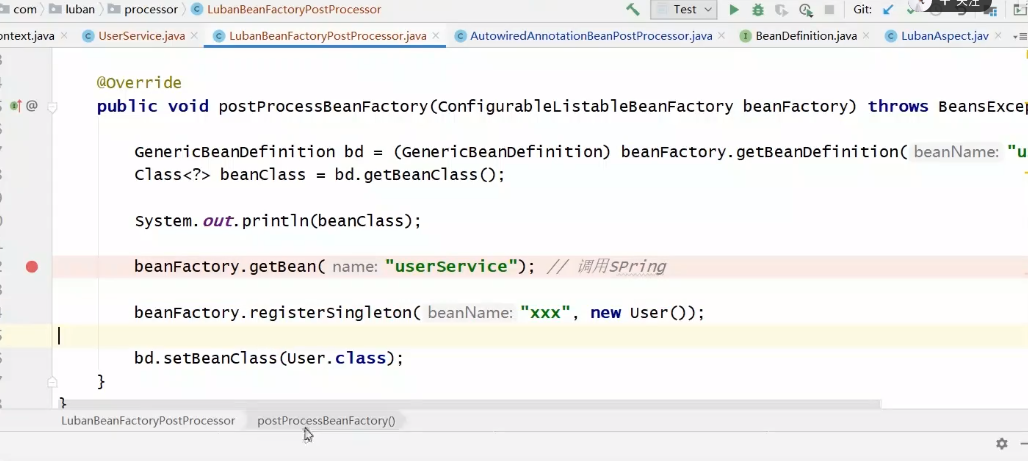 com luban processor LubanBeanFactoryPostProcessor Test Git: 关注
ontext.java UserService.java LubanBeanFactoryPostProcessor.java AutowiredAnnotationBeanPostProcessor.java BeanDefinition.java LubanAspect.jav
@Override
public void postProcessBeanFactory(ConfigurableListableBeanFactory beanFactory) throws BeansExcep
GenericBeanDefinition bd = (GenericBeanDefinition) beanFactory.getBeanDefinition( beanName: "u
Class<?> beanClass = bd.getBeanClass();
System.out.println(beanClass);
beanFactory.getBean( name: "userService"); // 调用SPring
beanFactory.registerSingleton( beanName: "xxx", new User());
bd.setBeanClass(User.class);
}
}
LubanBeanFactoryPostProcessor postProcessBeanFactory()